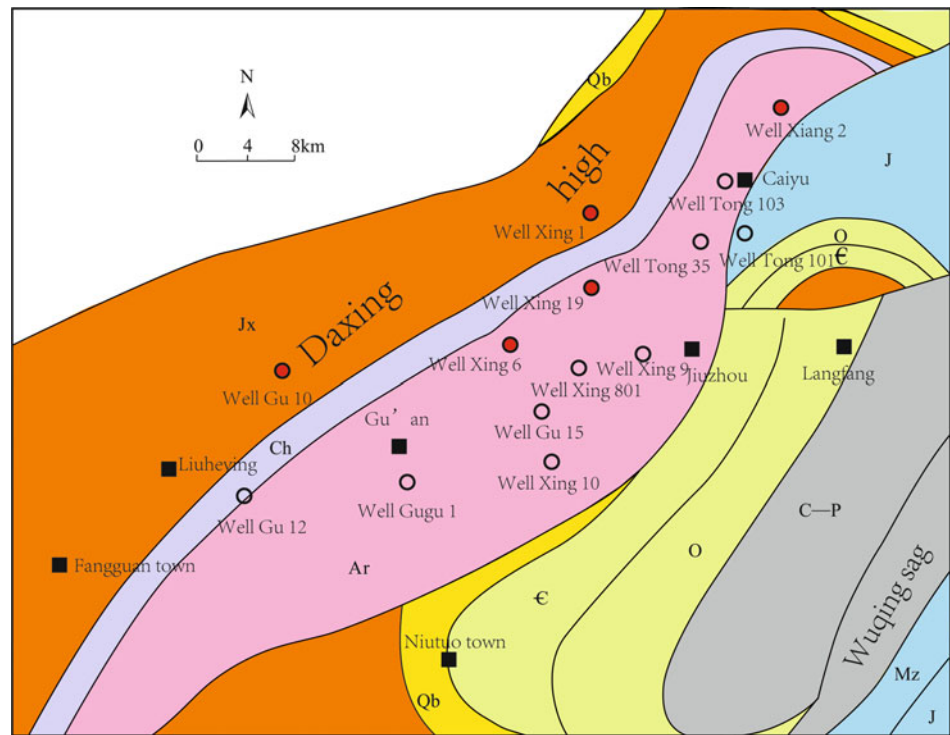 Qb
N
0 4 8km
Well Xiang 2
J
high
Caiyu
Well Tong 103
Well Xing 1
O
Well Tong 35
Well Tong 101
Є
Well Xing 19
Daxing
Jx
Well Xing 6
Well Xing 9
Jiuzhou
Langfang
Well Gu 10
Well Xing 801
Gu' an
Well Gu 15
Ch
Liuheying
Well Xing 10
Well Gugu 1
C—P
Well Gu 12
O
Fangguan town
Ar
Є
Wuqing sag
Niutuo town
Mz
Qb
J